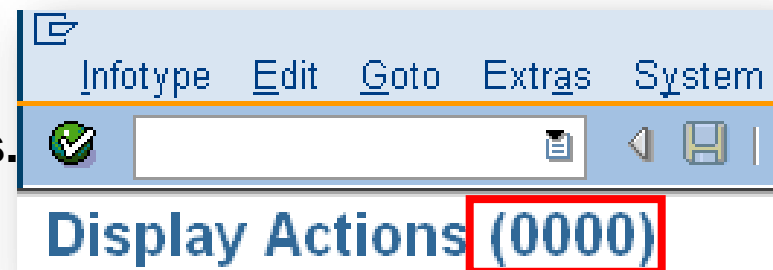 Infotype Edit Goto Extras System
s.
Display Actions (0000)